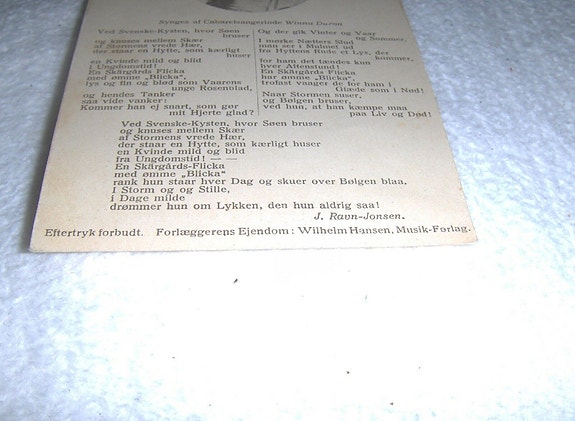 Synges af Cabaretsangerinde Winna Duran
Ved Svenske-Kysten, hvor Søen
bruser
og knuses mellem Skær
af Stormens vrede Hær,
der staar en Hytte, som kærligt
huser
en Kvinde mild og blid
i Ungdomstid!
En Skärgårds Flicka
med ømme „Blicka",
lys og fin og blød som Vaarens
unge Rosenblad,
og hendes Tanker
saa vide vanker:
Kommer han ej snart, som gør
mit Hjerte glad?
Og der gik Vinter og Vaar
og Sommer,
I mørke Nætters Slud
man ser i Mulmet ud
fra Hyttens Rude et Lys, der
kommer,
for ham det tændes kun
hver Aftenstund!
En Skärgårds Flicka
har ømme „Blicka",
trofast vaager de for ham i
Glæde som i Nød!
Naar Stormen suser,
og Bølgen bruser,
ved hun, at han kæmpe maa
paa Liv og Død!
Ved Svenske-Kysten, hvor Søen bruser
og knuses mellem Skær
af Stormens vrede Hær,
der staar en Hytte, som kærligt huser
en Kvinde mild og blid
fra Ungdomstid! — —
En Skärgårds-Flicka
med ømme „Blicka"
rank hun staar hver Dag og skuer over Bølgen blaa,
I Storm og og Stille,
i Dage milde
drømmer hun om Lykken, den hun aldrig saa!
J. Ravn-Jonsen.
Eftertryk forbudt. Forlæggerens Ejendom: Wilhelm Hansen, Musik-Forlag.